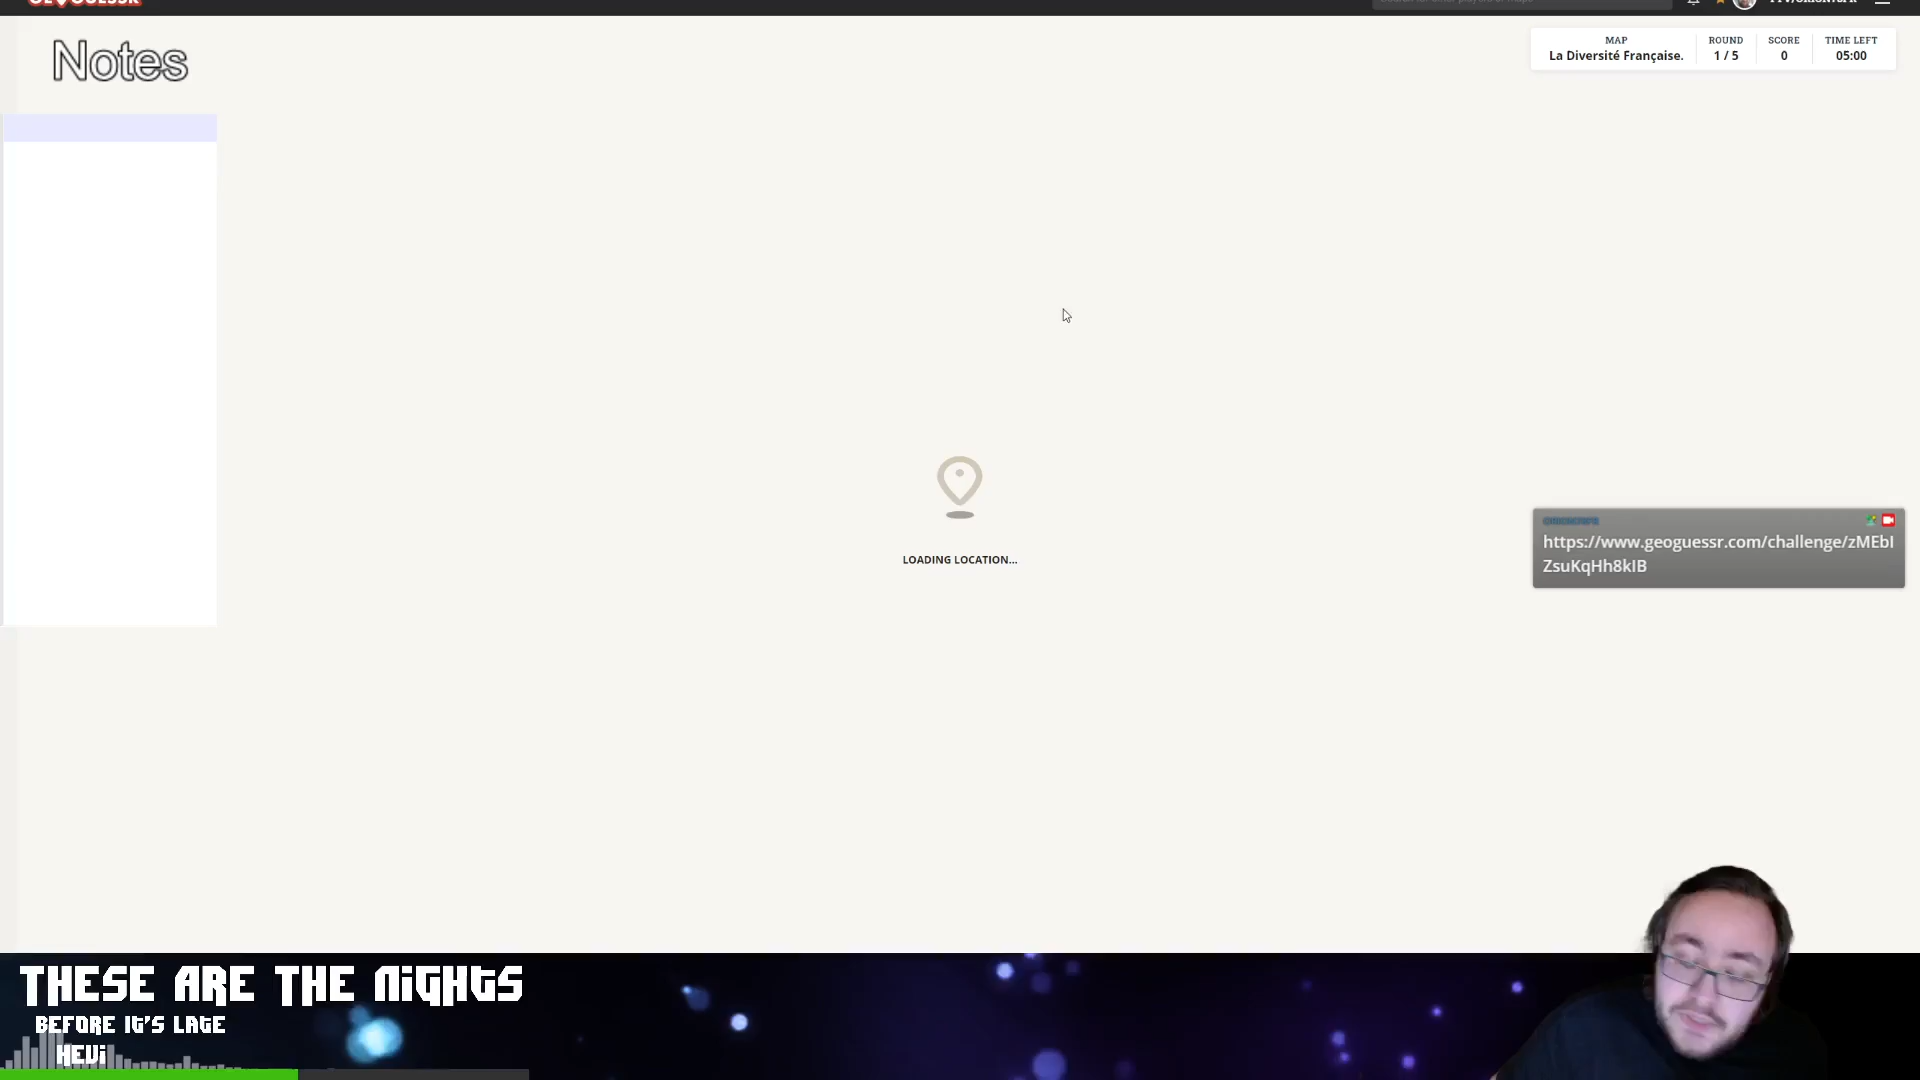 GEOGUESSR
Notes
MAP
La Diversité Française.
ROUND
1 / 5
SCORE
0
TIME LEFT
05:00
LOADING LOCATION...
https://www.geoguessr.com/challenge/zMEbI
ZsuKqHh8kIB
THESE ARE THE NIGHTS
BEFORE IT'S LATE
HEVI